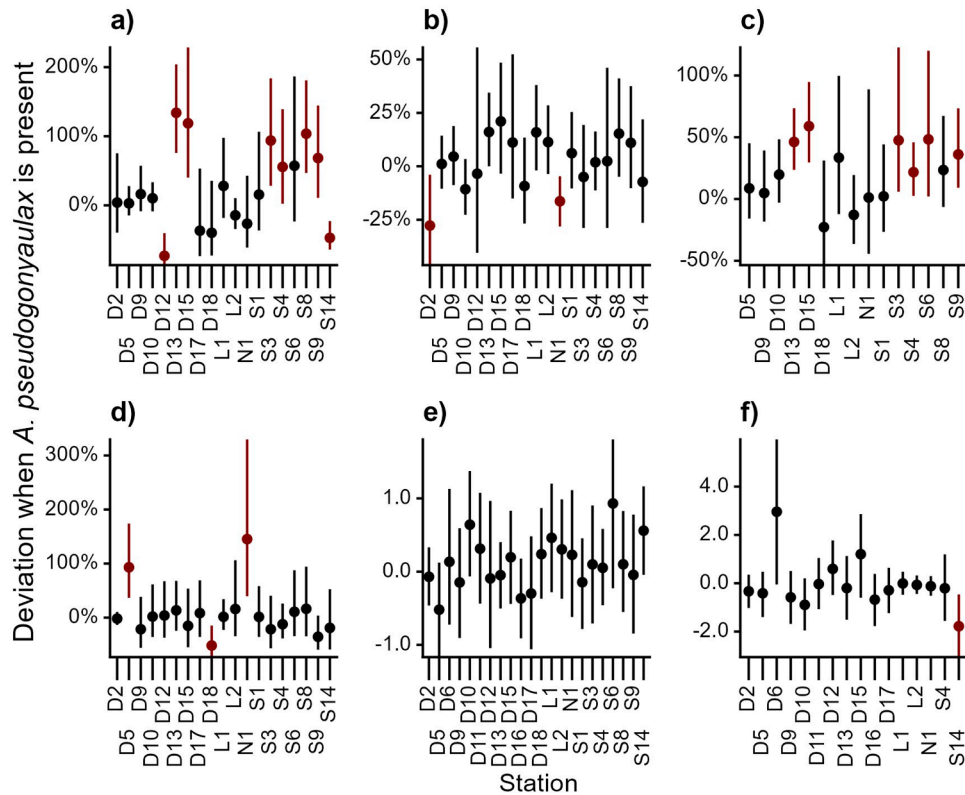 Deviation when A. pseudogonyaulax is present
a)
200%
100%
0%
D2 D9 D12 D15 D18 L2 S1 S4 S8 S14
D5 D10 D13 D17 L1 N1 S3 S6 S9
b)
50%
25%
0%
-25%
D2 D9 D12 D15 D18 L2 S1 S4 S8 S14
D5 D10 D13 D17 L1 N1 S3 S6 S9
c)
100%
50%
0%
-50%
D5 D10 D15 L1 N1 S3 S6 S9
D9 D13 D18 L2 S1 S4 S8
d)
300%
200%
100%
0%
D2 D9 D12 D15 D18 L2 S1 S4 S8 S14
D5 D10 D13 D17 L1 N1 S3 S6 S9
e)
1.0
0.0
-1.0
D2 D6 D10 D12 D15 D17 L1 N1 S3 S6 S9
D5 D9 D11 D13 D16 D18 L2 S1 S4 S8 S14
f)
4.0
2.0
0.0
-2.0
D2 D6 D10 D12 D15 D17 L2 S4
D5 D9 D11 D13 D16 L1 N1 S14
Station